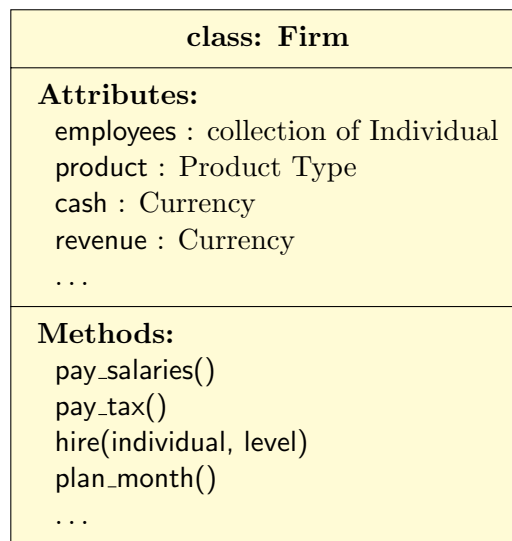 class: Firm
Attributes:
employees : collection of Individual
product : Product Type
cash : Currency
revenue : Currency
...
Methods:
pay_salaries()
pay_tax()
hire(individual, level)
plan_month()
...